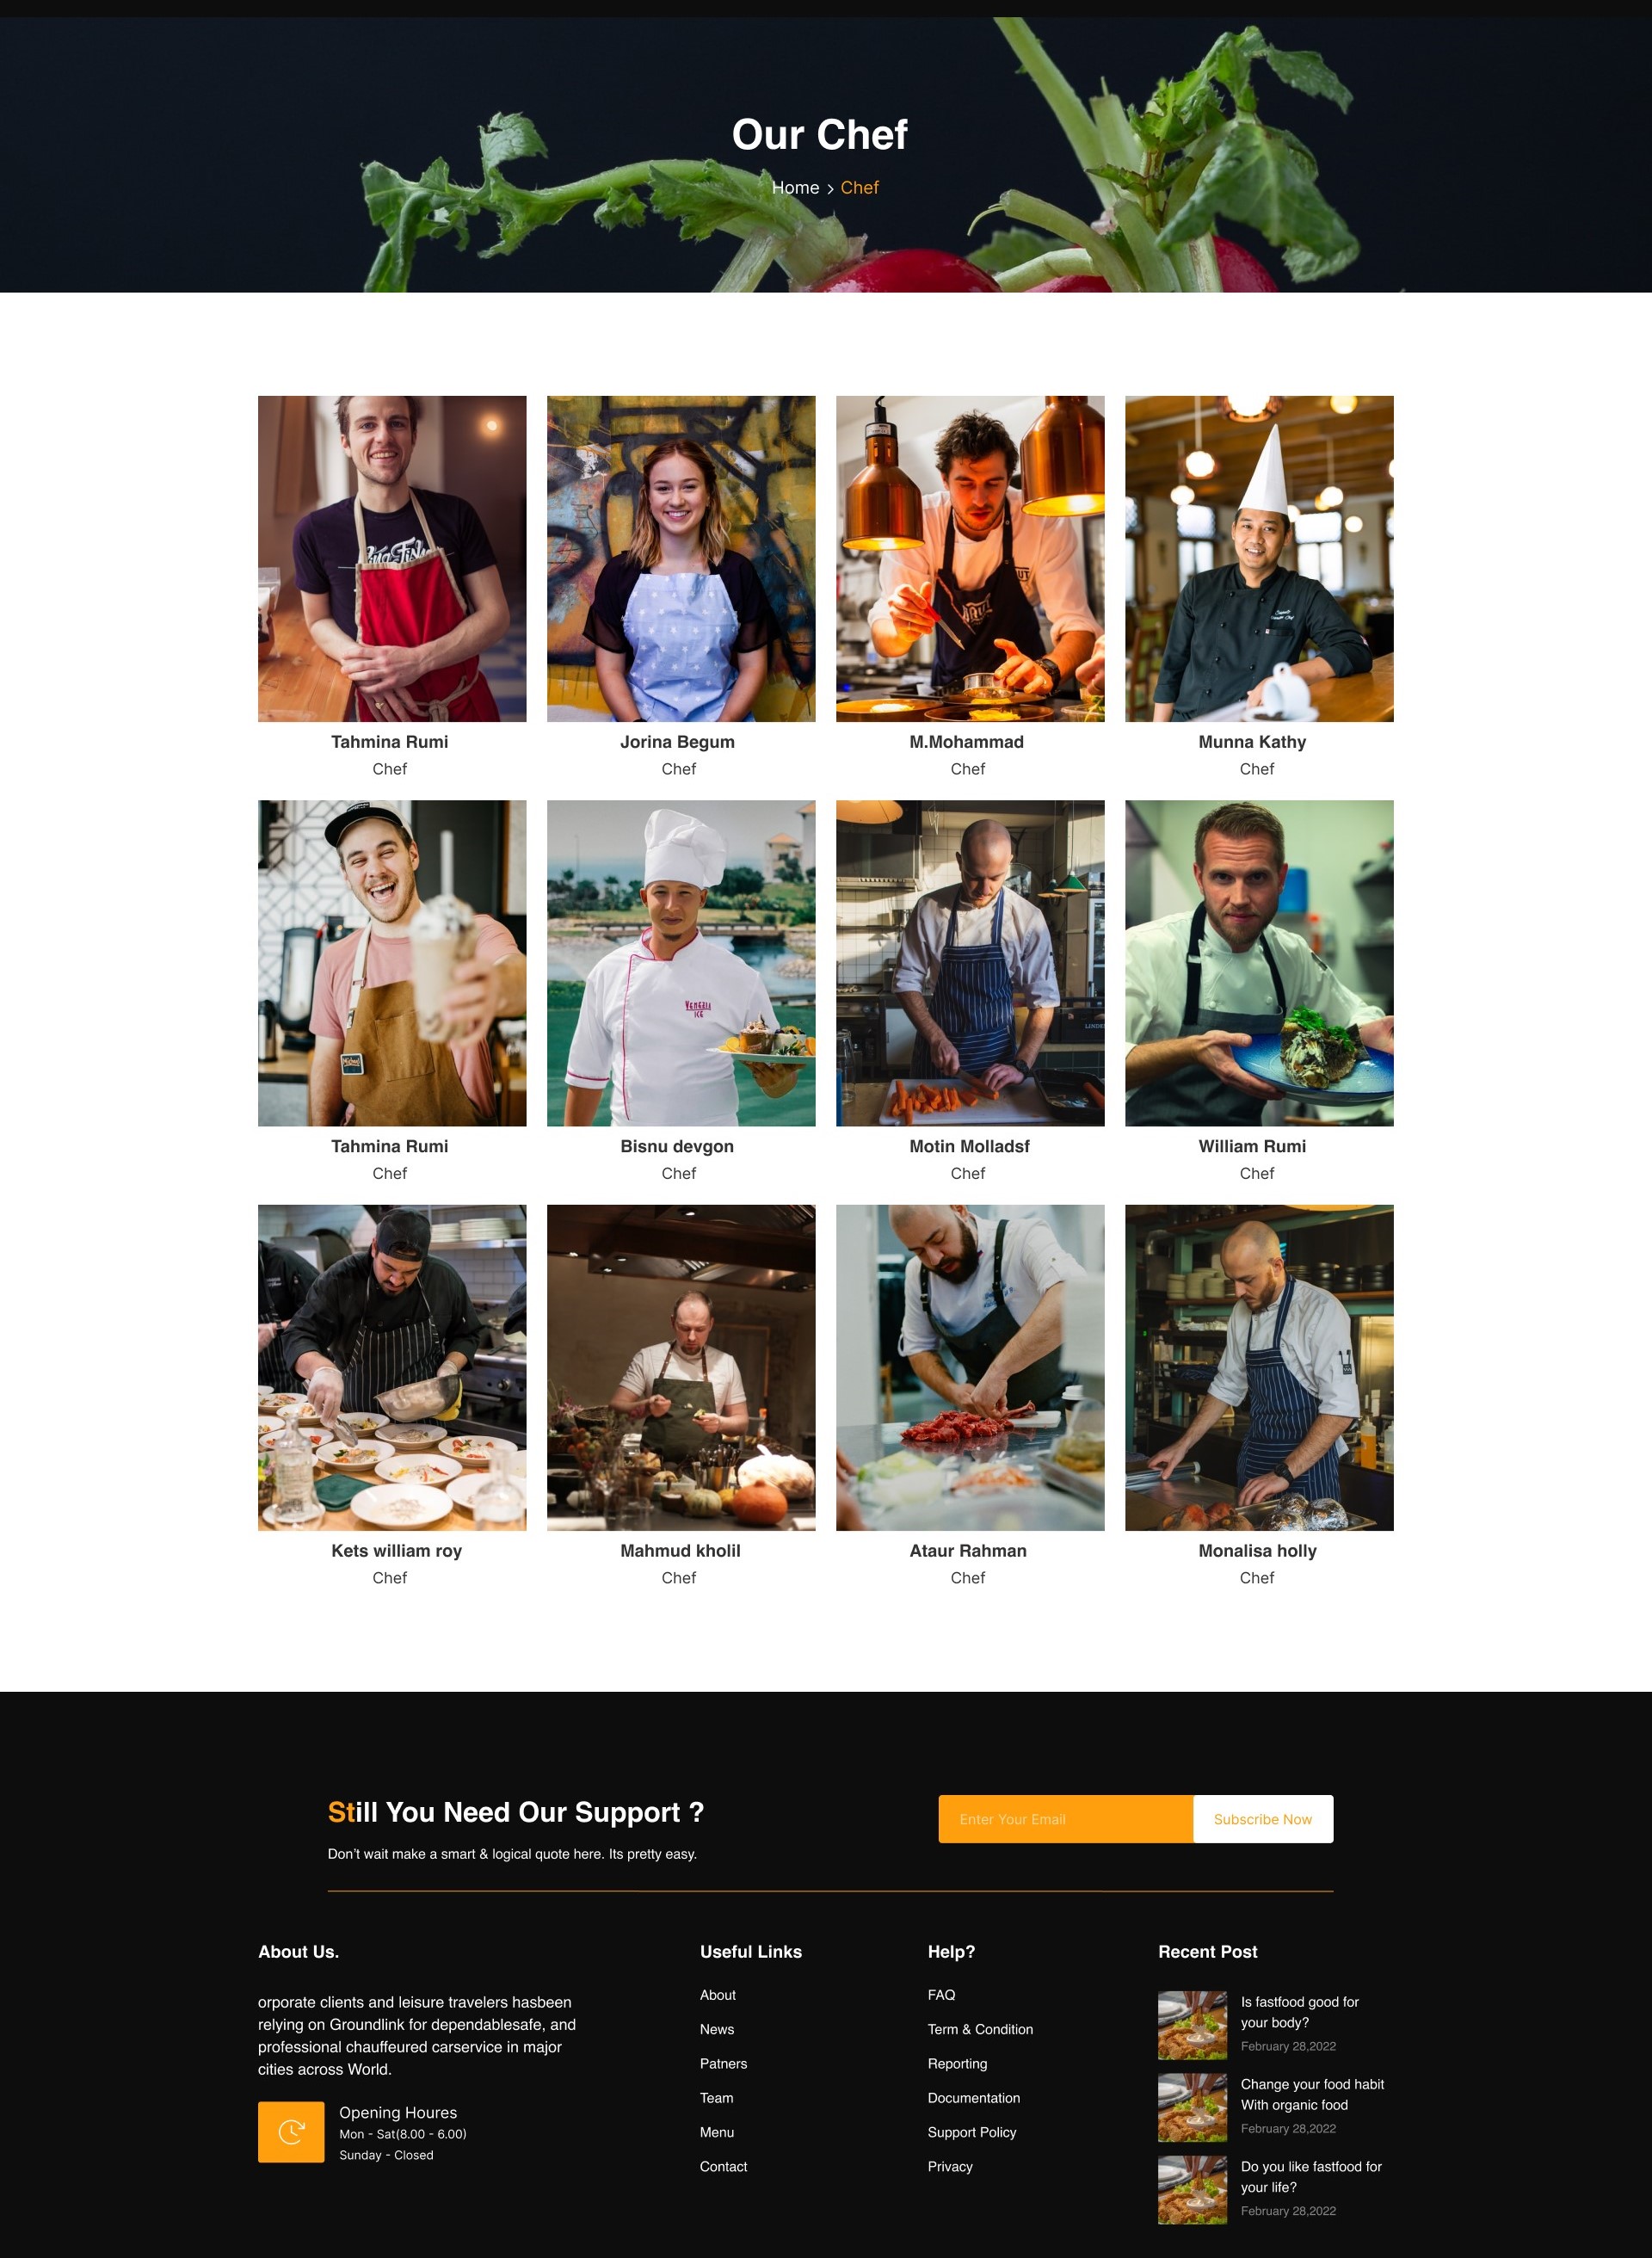 Our Chef
Home > Chef
Tahmina Rumi
Chef
Jorina Begum
Chef
M.Mohammad
Chef
Munna Kathy
Chef
VENEZIA
ICE
Tahmina Rumi
Chef
Bisnu devgon
Chef
Motin Molladsf
Chef
William Rumi
Chef
Kets william roy
Chef
Mahmud kholil
Chef
Ataur Rahman
Chef
Monalisa holly
Chef
Still You Need Our Support ?
Don't wait make a smart & logical quote here. Its pretty easy.
Enter Your Email
Subscribe Now
About Us.
orporate clients and leisure travelers hasbeen
relying on Groundlink for dependablesafe, and
professional chauffeured carservice in major
cities across World.
Opening Houres
Mon - Sat(8.00 - 6.00)
Sunday - Closed
Useful Links
About
News
Patners
Team
Menu
Contact
Help?
FAQ
Term & Condition
Reporting
Documentation
Support Policy
Privacy
Recent Post
Is fastfood good for
your body?
February 28,2022
Change your food habit
With organic food
February 28,2022
Do you like fastfood for
your life?
February 28,2022